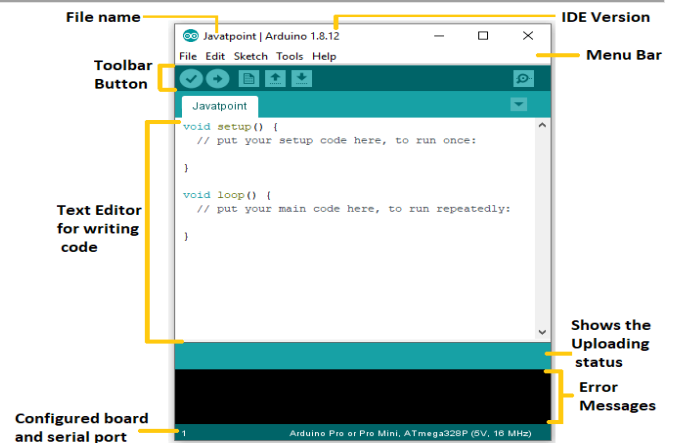 File name
IDE Version
Javatpoint | Arduino 1.8.12
File Edit Sketch Tools Help
Menu Bar
Toolbar
Button
Javatpoint
void setup() {
// put your setup code here, to run once:
}
void loop() {
// put your main code here, to run repeatedly:
}
Text Editor
for writing
code
Shows the
Uploading
status
Error
Messages
Configured board
and serial port
1
Arduino Pro or Pro Mini, ATmega328P (5V, 16 MHz)